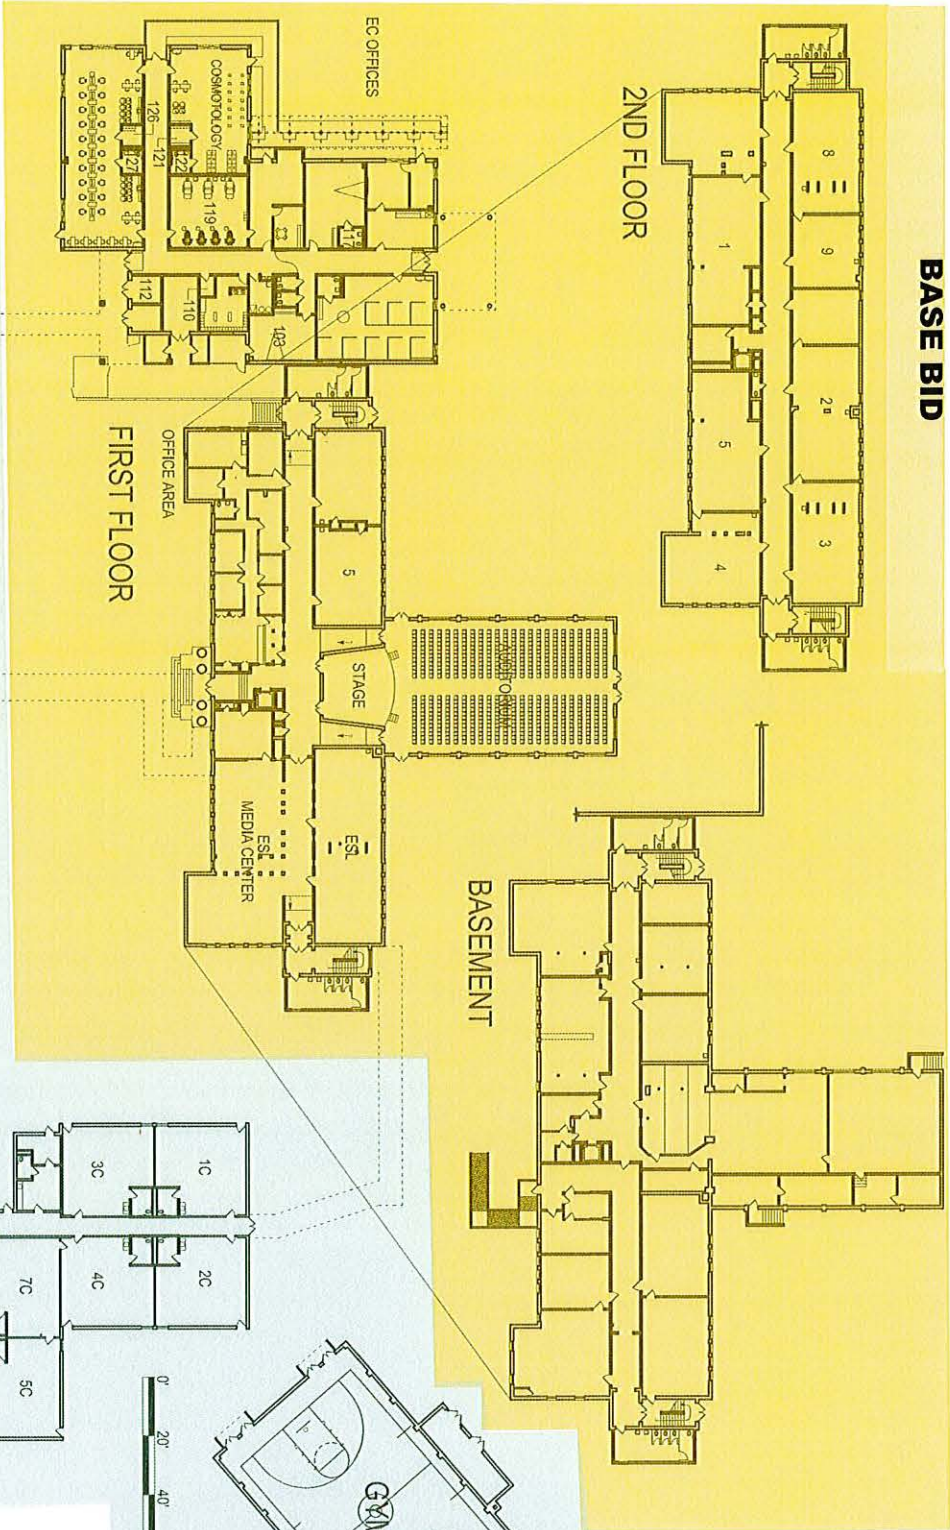 BASE BID
2ND FLOOR
8
9
2
3
1
5
4
EC OFFICES
COSMOTOLOGY
126
121
127
122
119
117
112
110
103
OFFICE AREA
FIRST FLOOR
5
STAGE
AUDITORIUM
ESL
ESL
MEDIA CENTER
BASEMENT
1C
3C
2C
4C
7C
5C
0'
20'
40'